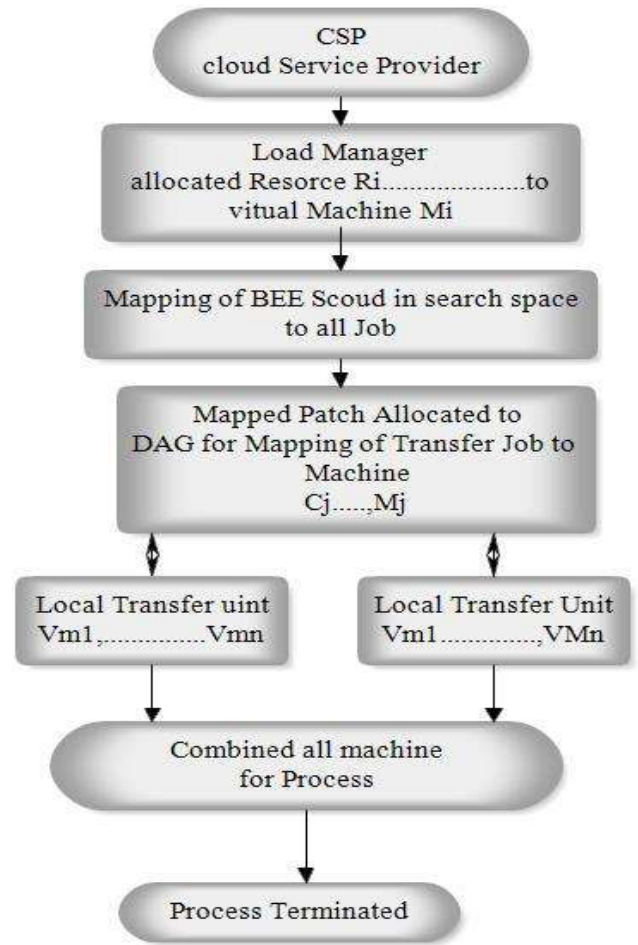 CSP
cloud Service Provider
Load Manager
allocated Resorce Ri.....................to
vitual Machine Mi
Mapping of BEE Scoud in search space
to all Job
Mapped Patch Allocated to
DAG for Mapping of Transfer Job to
Machine
Cj.....,Mj
Local Transfer uint
Vm1,...............Vmn
Local Transfer Unit
Vm1..............,VMn
Combined all machine
for Process
Process Terminated